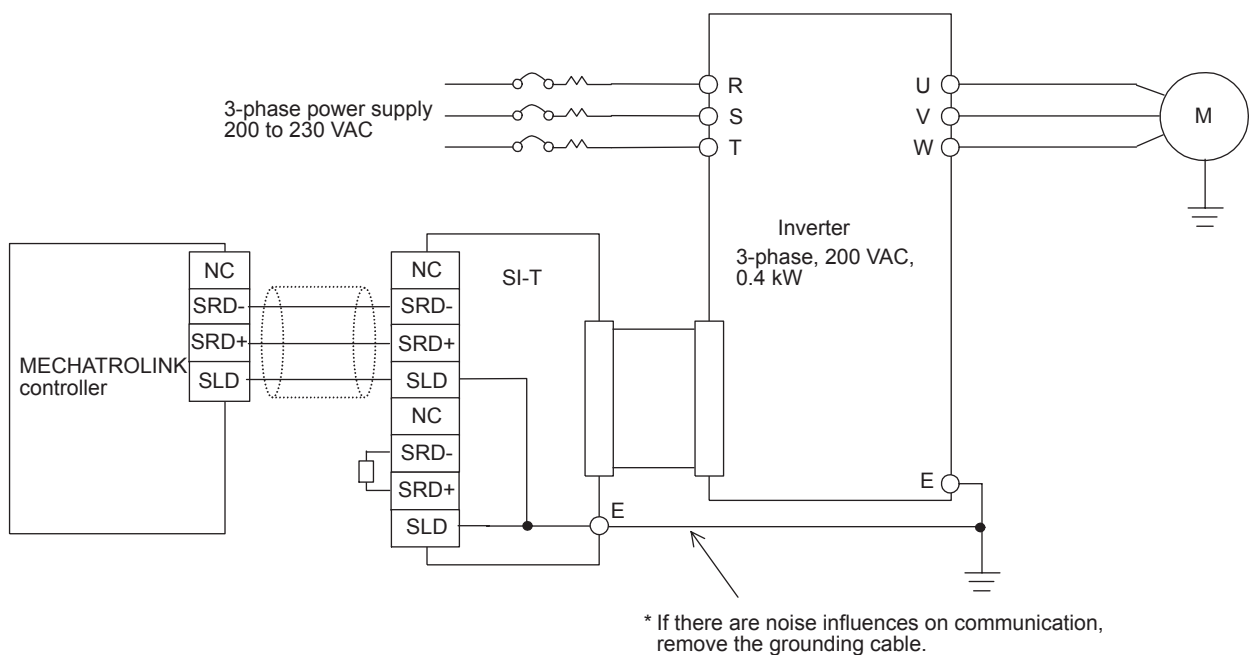 3-phase power supply
200 to 230 VAC
R
S
T
U
V
W
M
Inverter
3-phase, 200 VAC,
0.4 kW
E
MECHATROLINK
controller
NC
SRD-
SRD+
SLD
SI-T
NC
SRD-
SRD+
SLD
NC
SRD-
SRD+
SLD
E
* If there are noise influences on communication,
remove the grounding cable.